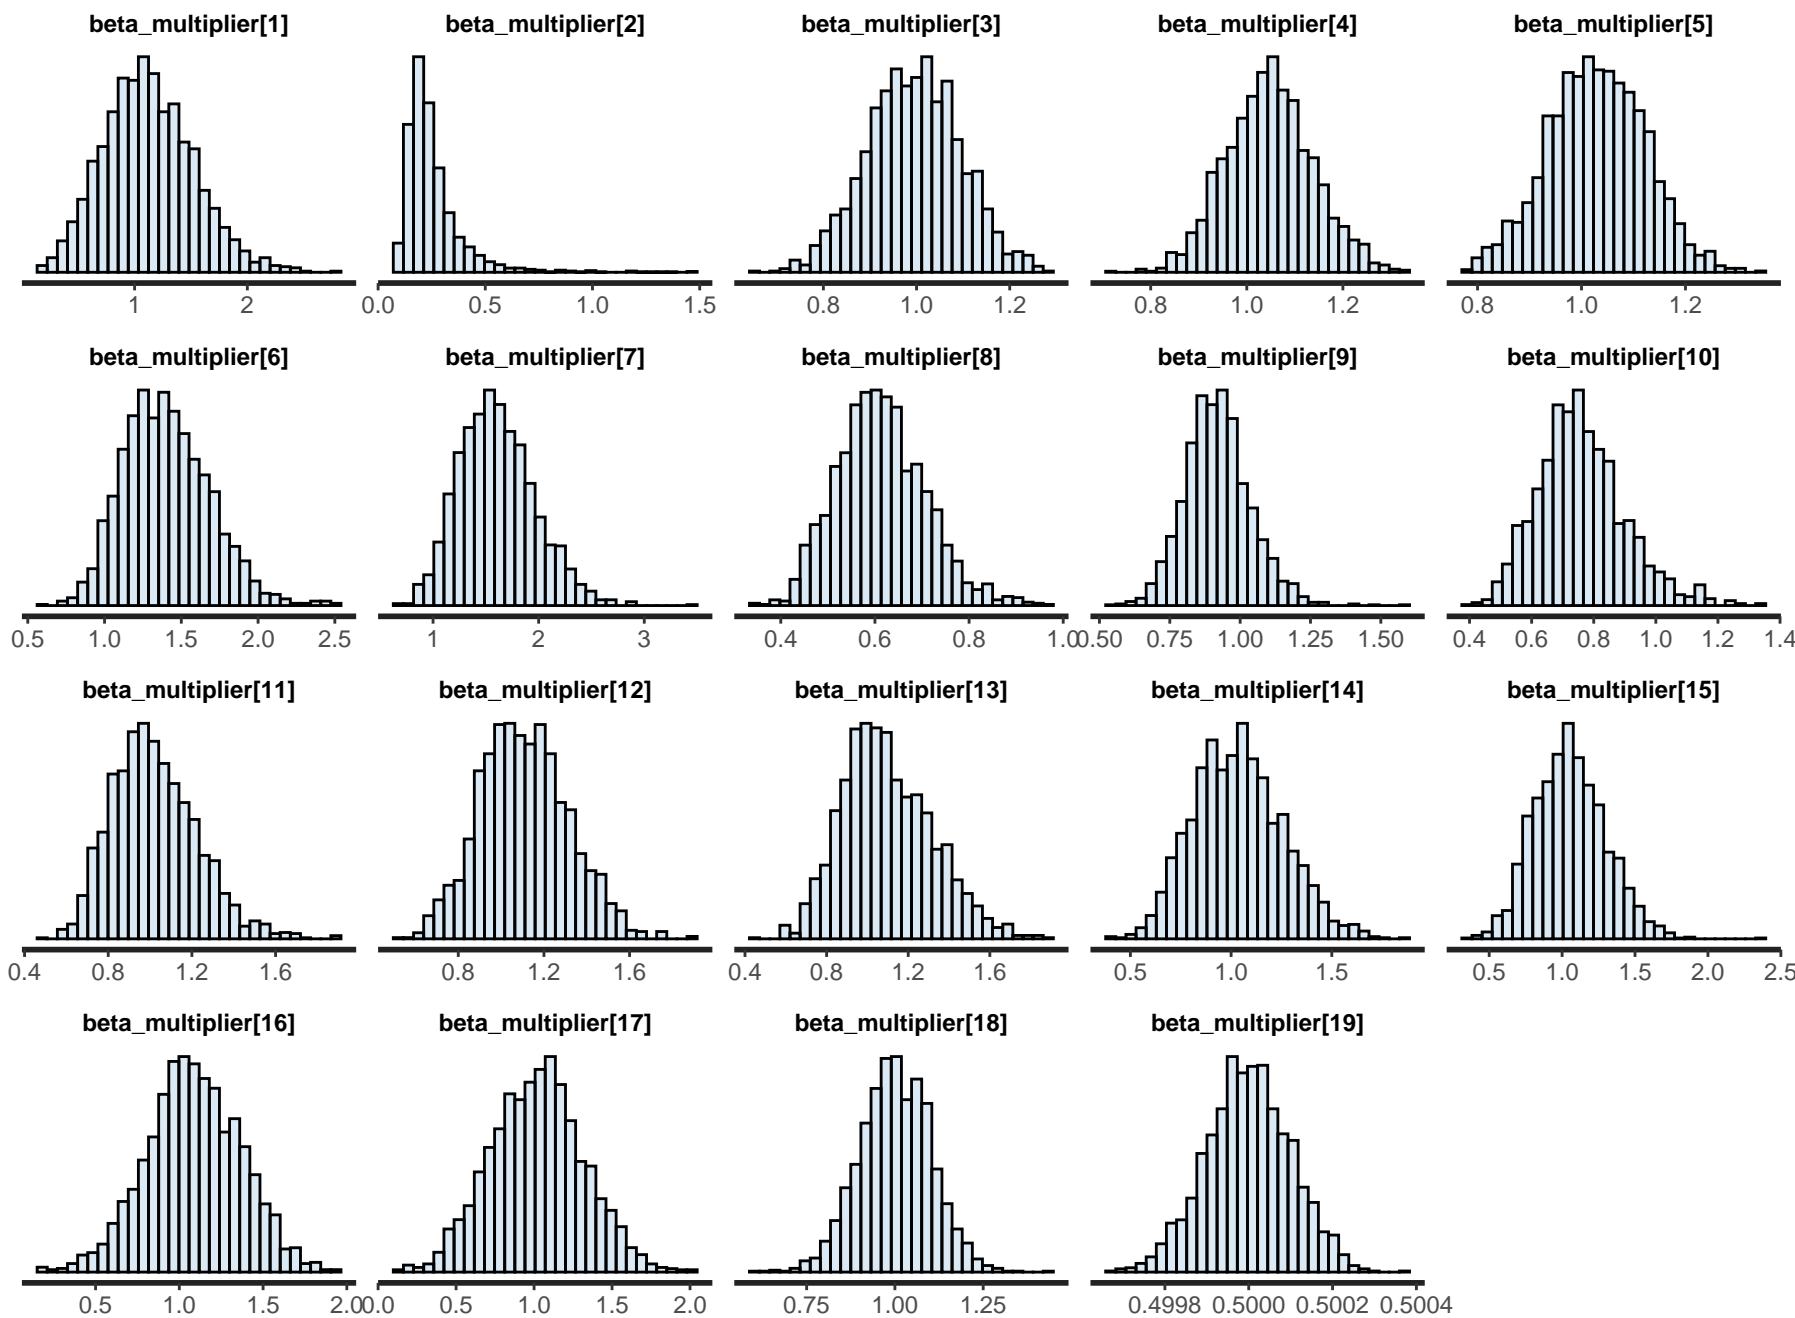 beta_multiplier[1] beta_multiplier[2] beta_multiplier[3] beta_multiplier[4] beta_multiplier[5]
1 2 0.0 0.5 1.0 1.5 0.8 1.0 1.2 0.8 1.0 1.2 0.8 1.0 1.2
beta_multiplier[6] beta_multiplier[7] beta_multiplier[8] beta_multiplier[9] beta_multiplier[10]
0.5 1.0 1.5 2.0 2.5 1 2 3 0.4 0.6 0.8 1.0 0.50 0.75 1.00 1.25 1.50 0.4 0.6 0.8 1.0 1.2 1.4
beta_multiplier[11] beta_multiplier[12] beta_multiplier[13] beta_multiplier[14] beta_multiplier[15]
0.4 0.8 1.2 1.6 0.8 1.2 1.6 0.4 0.8 1.2 1.6 0.5 1.0 1.5 0.5 1.0 1.5 2.0 2.5
beta_multiplier[16] beta_multiplier[17] beta_multiplier[18] beta_multiplier[19]
0.5 1.0 1.5 2.0 0.0 0.5 1.0 1.5 2.0 0.75 1.00 1.25 0.4998 0.5000 0.5002 0.5004